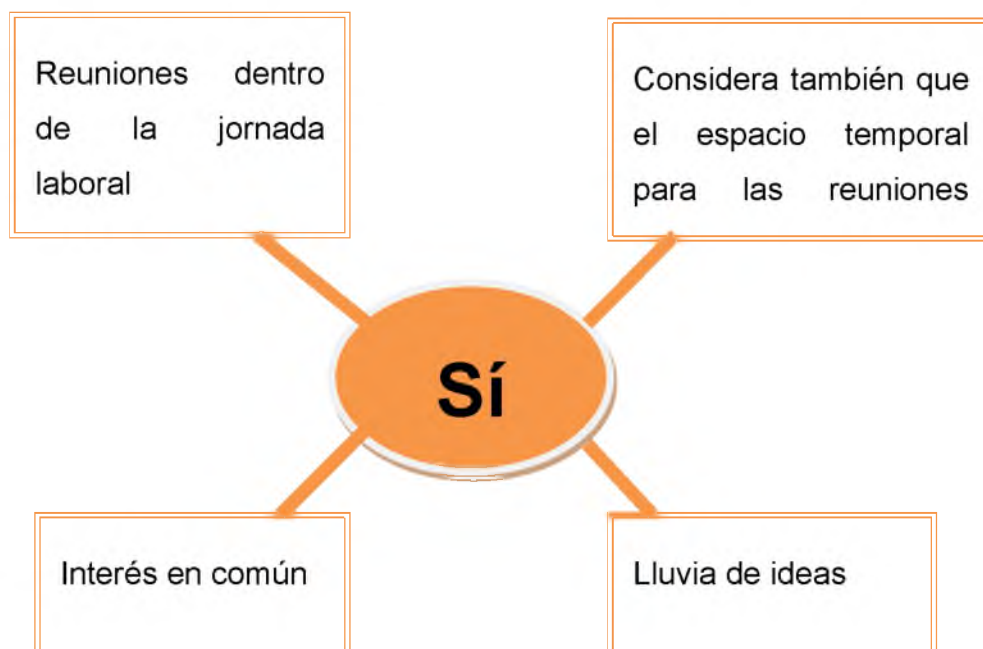 Reuniones dentro
de la jornada
laboral
Considera también que
el espacio temporal
para las reuniones
Sí
Interés en común
Lluvia de ideas